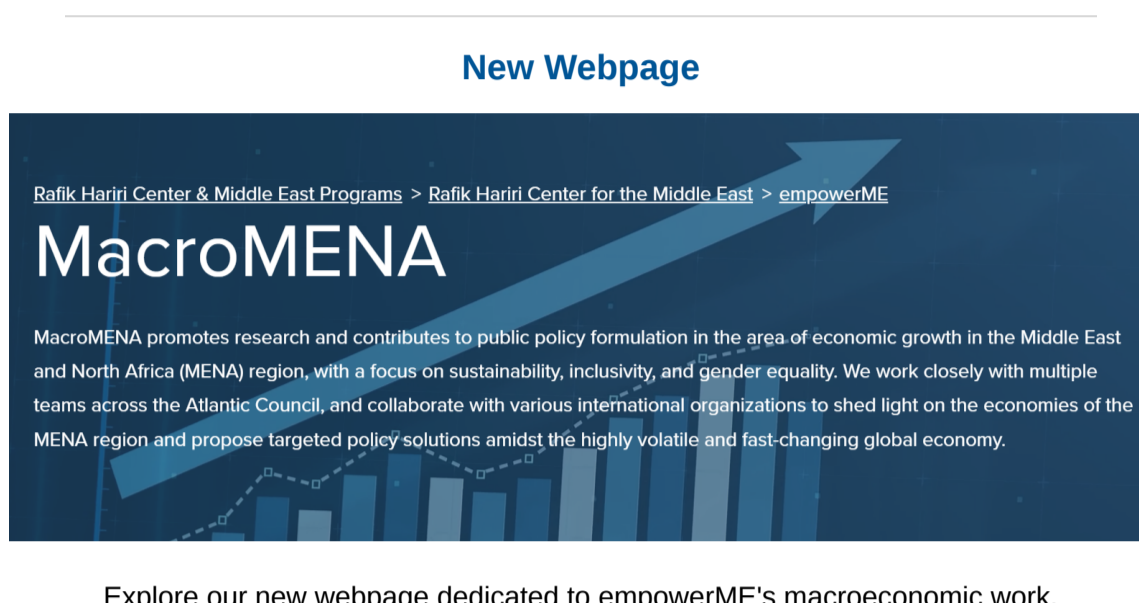 New Webpage
Rafik Hariri Center & Middle East Programs > Rafik Hariri Center for the Middle East > empowerME
MacroMENA
MacroMENA promotes research and contributes to public policy formulation in the area of economic growth in the Middle East
and North Africa (MENA) region, with a focus on sustainability, inclusivity, and gender equality. We work closely with multiple
teams across the Atlantic Council, and collaborate with various international organizations to shed light on the economies of the
MENA region and propose targeted policy solutions amidst the highly volatile and fast-changing global economy.
Explore our new webpage dedicated to empowerME's macroeconomic work.